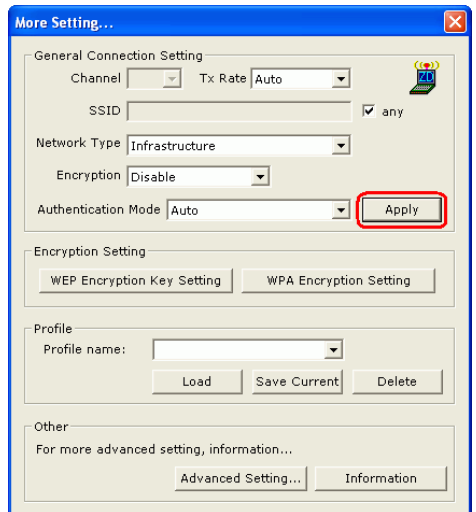 More Setting...
General Connection Setting
Channel Tx Rate Auto
ZD
SSID any
Network Type Infrastructure
Encryption Disable
Authentication Mode Auto Apply
Encryption Setting
WEP Encryption Key Setting WPA Encryption Setting
Profile
Profile name:
Load Save Current Delete
Other
For more advanced setting, information...
Advanced Setting... Information